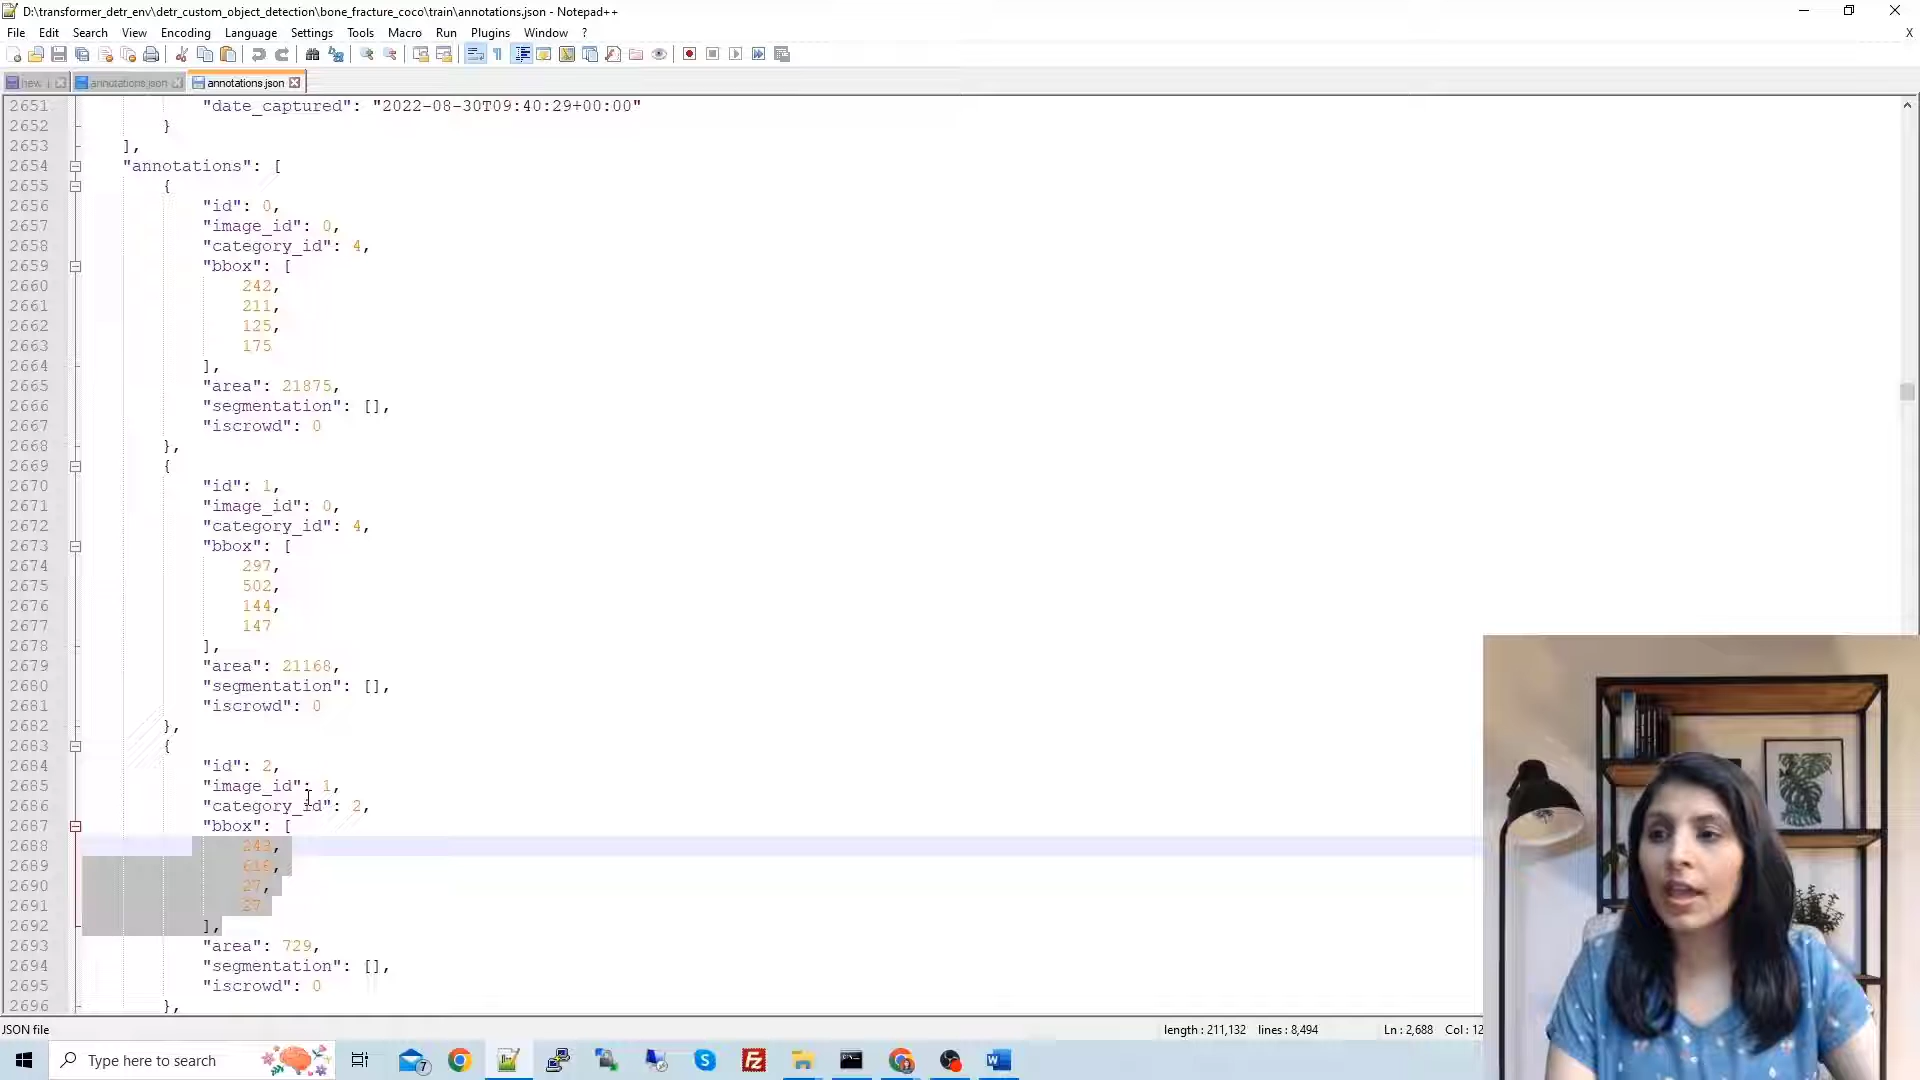 D:\transformer_detr_env\detr_custom_object_detection\bone_fracture_coco\train\annotations.json - Notepad++
File Edit Search View Encoding Language Settings Tools Macro Run Plugins Window ? X
new annotations.json annotations.json
2651 "date_captured": "2022-08-30T09:40:29+00:00"
2652 }
2653 ],
2654 "annotations": [
2655 {
2656 "id": 0,
2657 "image_id": 0,
2658 "category_id": 4,
2659 "bbox": [
2660 242,
2661 211,
2662 125,
2663 175
2664 ],
2665 "area": 21875,
2666 "segmentation": [],
2667 "iscrowd": 0
2668 },
2669 {
2670 "id": 1,
2671 "image_id": 0,
2672 "category_id": 4,
2673 "bbox": [
2674 297,
2675 502,
2676 144,
2677 147
2678 ],
2679 "area": 21168,
2680 "segmentation": [],
2681 "iscrowd": 0
2682 },
2683 {
2684 "id": 2,
2685 "image_id": 1,
2686 "category_id": 2,
2687 "bbox": [
2688
2689
2690 27,
2691 27
2692 ],
2693 "area": 729,
2694 "segmentation": [],
2695 "iscrowd": 0
2696 },
JSON file length : 211,132 lines : 8,494 Ln : 2,688 Col : 12
Type here to search 7